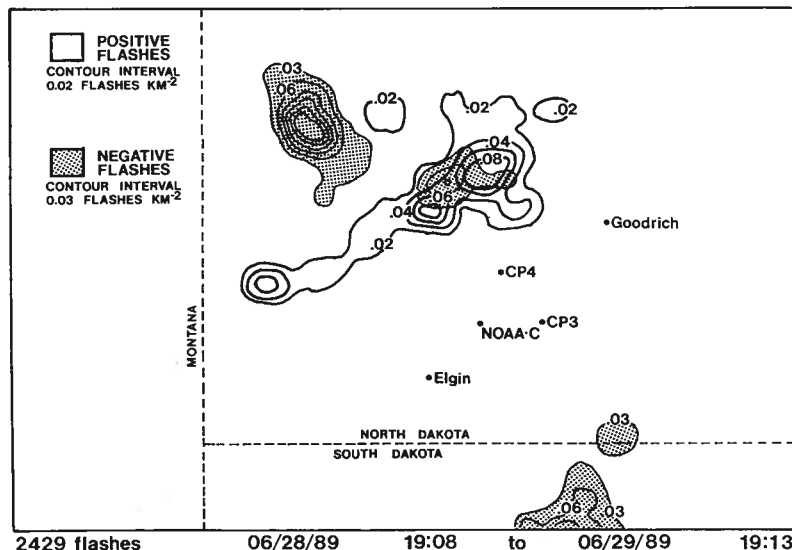 POSITIVE
FLASHES
CONTOUR INTERVAL
0.02 FLASHES KM-2
NEGATIVE
FLASHES
CONTOUR INTERVAL
0.03 FLASHES KM-2
.03
.06
.02
.02
.02
.04
.08
.06
.04
.02
Goodrich
CP4
CP3
NOAA·C
Elgin
MONTANA
.03
NORTH DAKOTA
SOUTH DAKOTA
.06
.03
2429 flashes 06/28/89 19:08 to 06/29/89 19:13